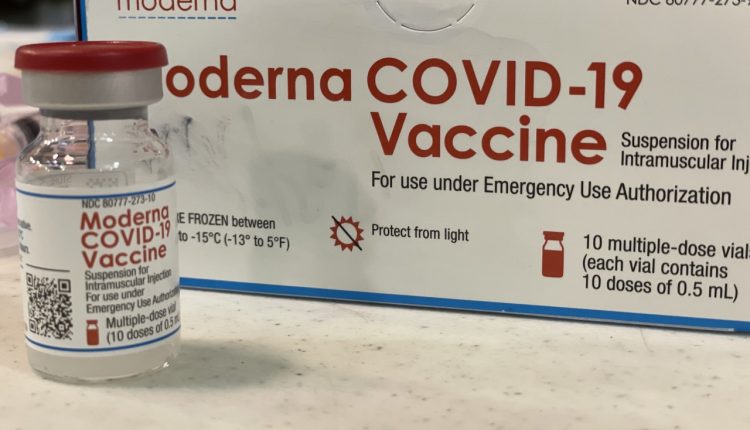 moderna
NDC 80777-273-
Moderna COVID-19
Vaccine
Suspension for
Intramuscular Inj
For use under Emergency Use Authorization
E FROZEN between
to -15°C (-13° to 5°F)
Protect from light
10 multiple-dose vial
(each vial contains
10 doses of 0.5 mL)
NDC 80777-273-10
Moderna
COVID-19
Vaccine
Suspension for
Intramuscular Injection
For use under
Emergency Use Authoriza
Multiple-dose vial
(10 doses of 0.5 m